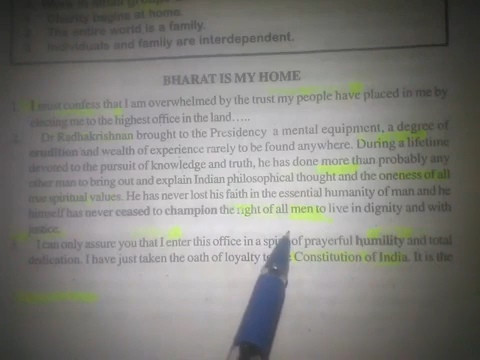 Charity begins at home.
The entire world is a family.
Individuals and family are interdependent.
BHARAT IS MY HOME
1. I must confess that I am overwhelmed by the trust my people have placed in me by
electing me to the highest office in the land.....
2. Dr Radhakrishnan brought to the Presidency a mental equipment, a degree of
erudition and wealth of experience rarely to be found anywhere. During a lifetime
devoted to the pursuit of knowledge and truth, he has done more than probably any
other man to bring out and explain Indian philosophical thought and the oneness of all
true spiritual values. He has never lost his faith in the essential humanity of man and he
himself has never ceased to champion the right of all men to live in dignity and with
justice.
3. I can only assure you that I enter this office in a of prayerful humility and total
dedication. I have just taken the oath of loyalty Constitution of India. It is the